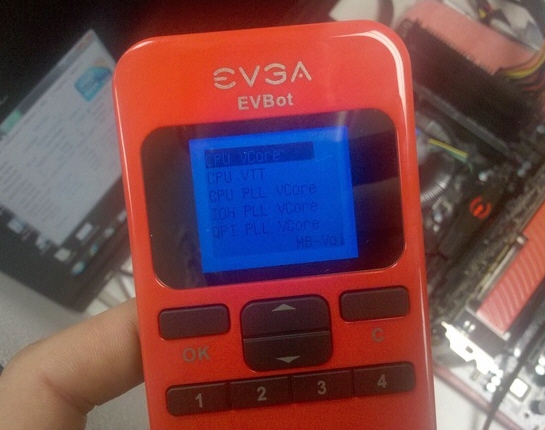 EVGA
EVBot
CPU VCore
CPU VTT
CPU PLL VCore
IOH PLL VCore
QPI PLL VCore
MB-Vol
OK
C
1 2 3 4